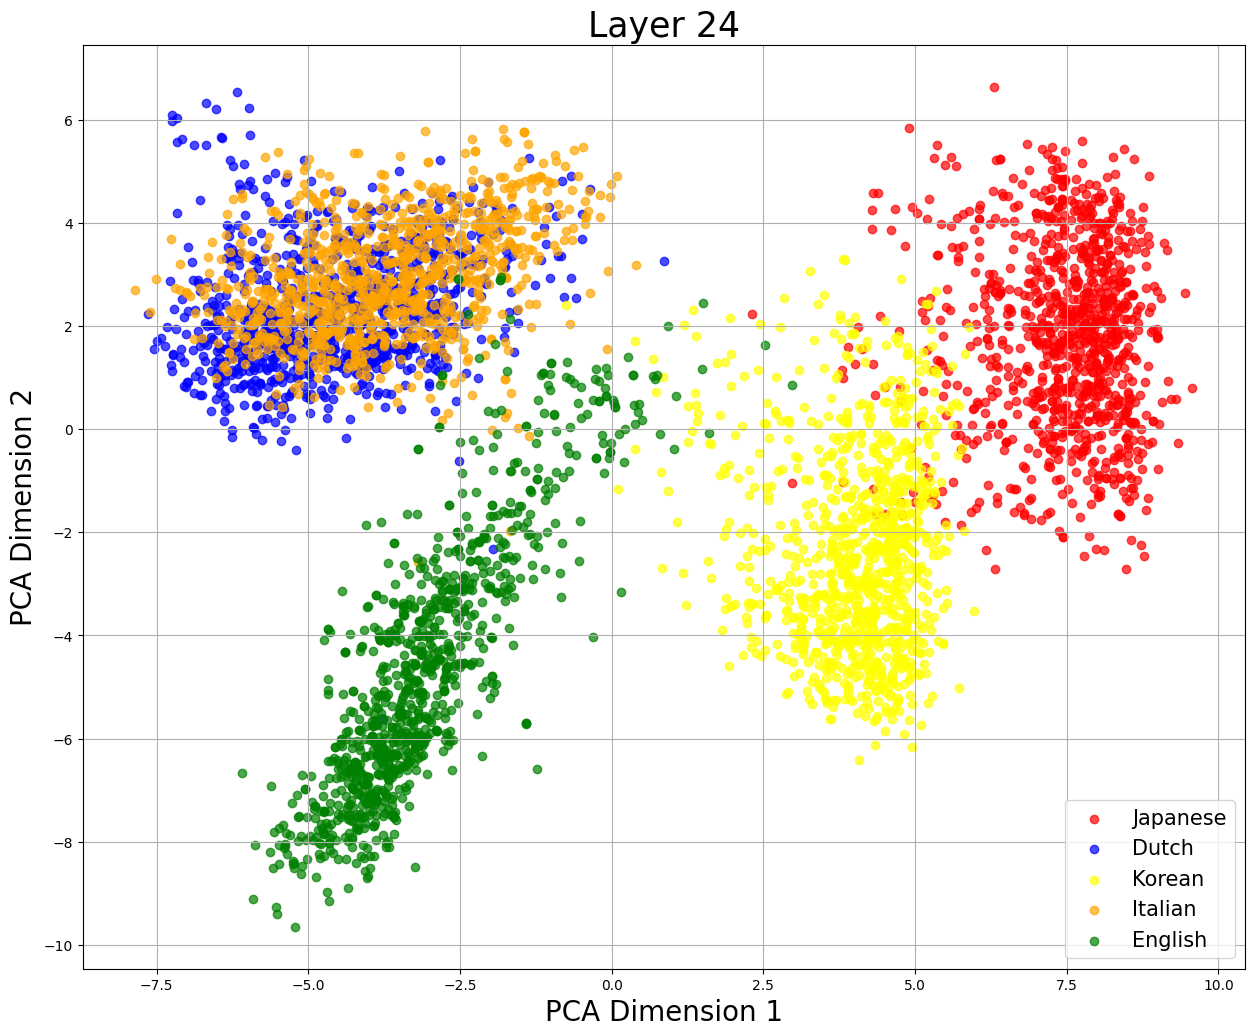 Layer 24
PCA Dimension 2
6
4
2
0
−2
−4
−6
−8
−10
−7.5 −5.0 −2.5 0.0 2.5 5.0 7.5 10.0
PCA Dimension 1
Japanese
Dutch
Korean
Italian
English